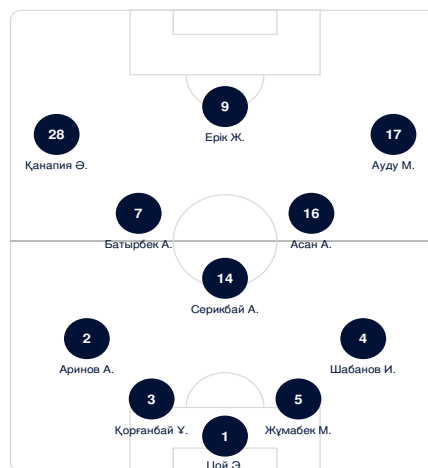 9
Ерік Ж.
28
Қанапия Ә.
17
Ауду М.
7
Батырбек А.
16
Асан А.
14
Серикбай А.
2
Аринов А.
4
Шабанов И.
3
Қорғанбай Ұ.
5
Жұмабек М.
1
Цой Э.